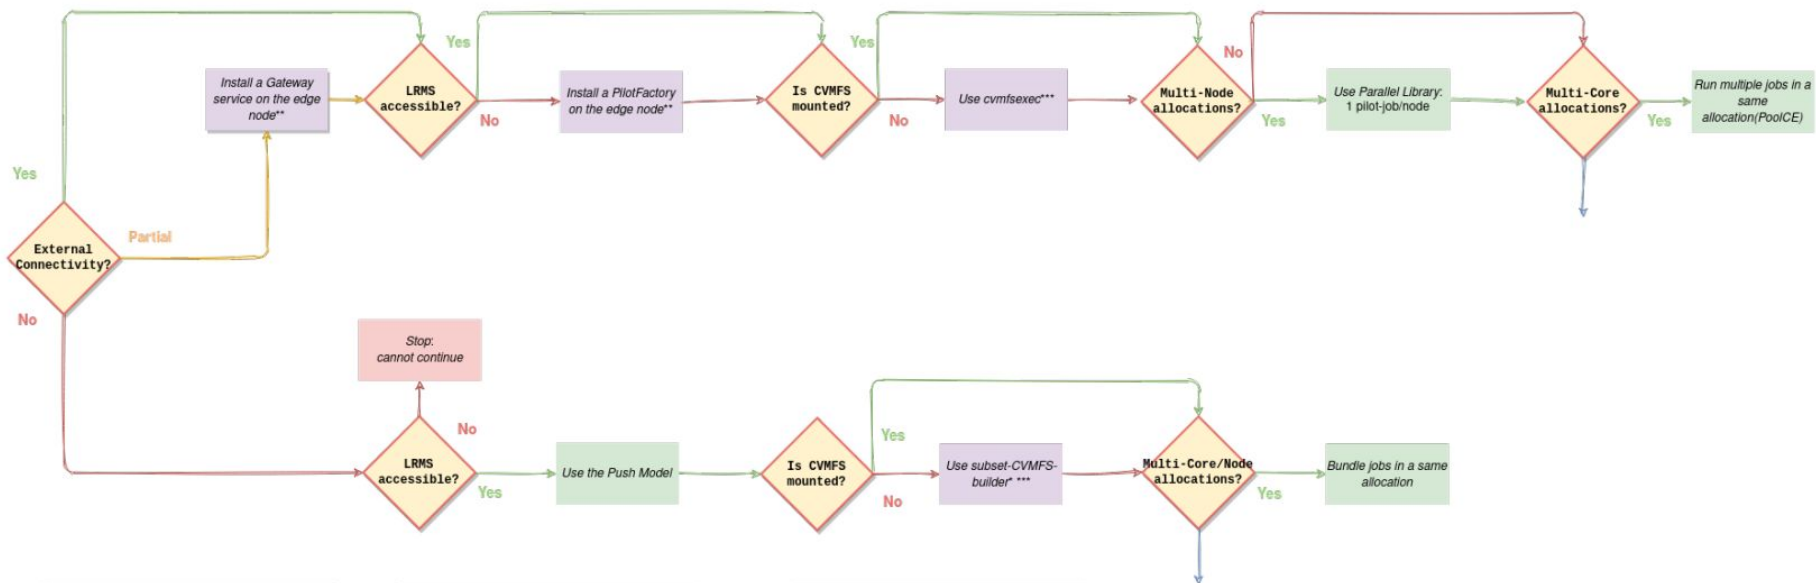 Yes
Install a Gateway
service on the edge
node**
LRMS
accessible?
Yes
No
Install a PilotFactory
on the edge node**
Is CVMFS
mounted?
Yes
No
Use cvmfsexec***
Multi-Node
allocations?
No
Yes
Use Parallel Library:
1 pilot-job/node
Multi-Core
allocations?
Yes
Run multiple jobs in a
same
allocation(PoolCE)
External
Connectivity?
Partial
No
Stop:
cannot continue
LRMS
accessible?
No
Yes
Use the Push Model
Is CVMFS
mounted?
Yes
No
Use subset-CVMFS-
builder* ***
Multi-Core/Node
allocations?
Yes
Bundle jobs in a same
allocation